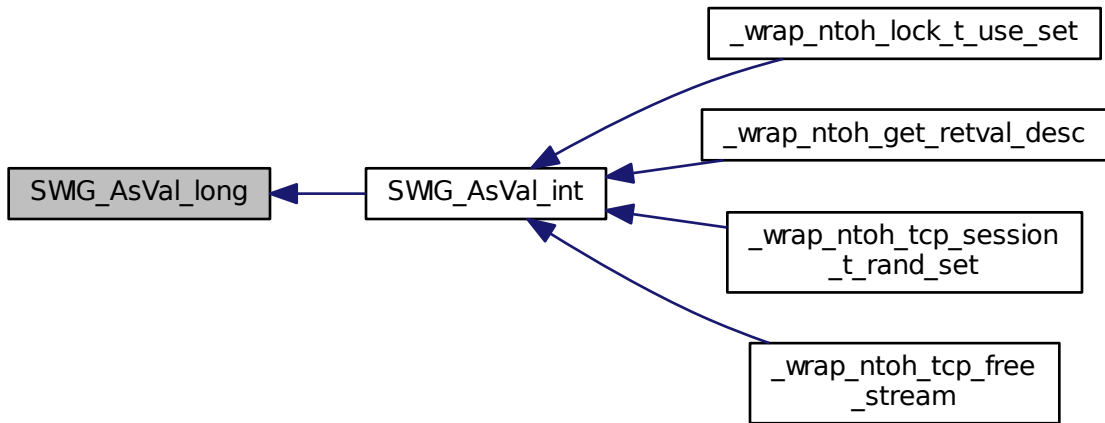 _wrap_ntoh_lock_t_use_set
_wrap_ntoh_get_retval_desc
SWIG_AsVal_long
SWIG_AsVal_int
_wrap_ntoh_tcp_session
_t_rand_set
_wrap_ntoh_tcp_free
_stream